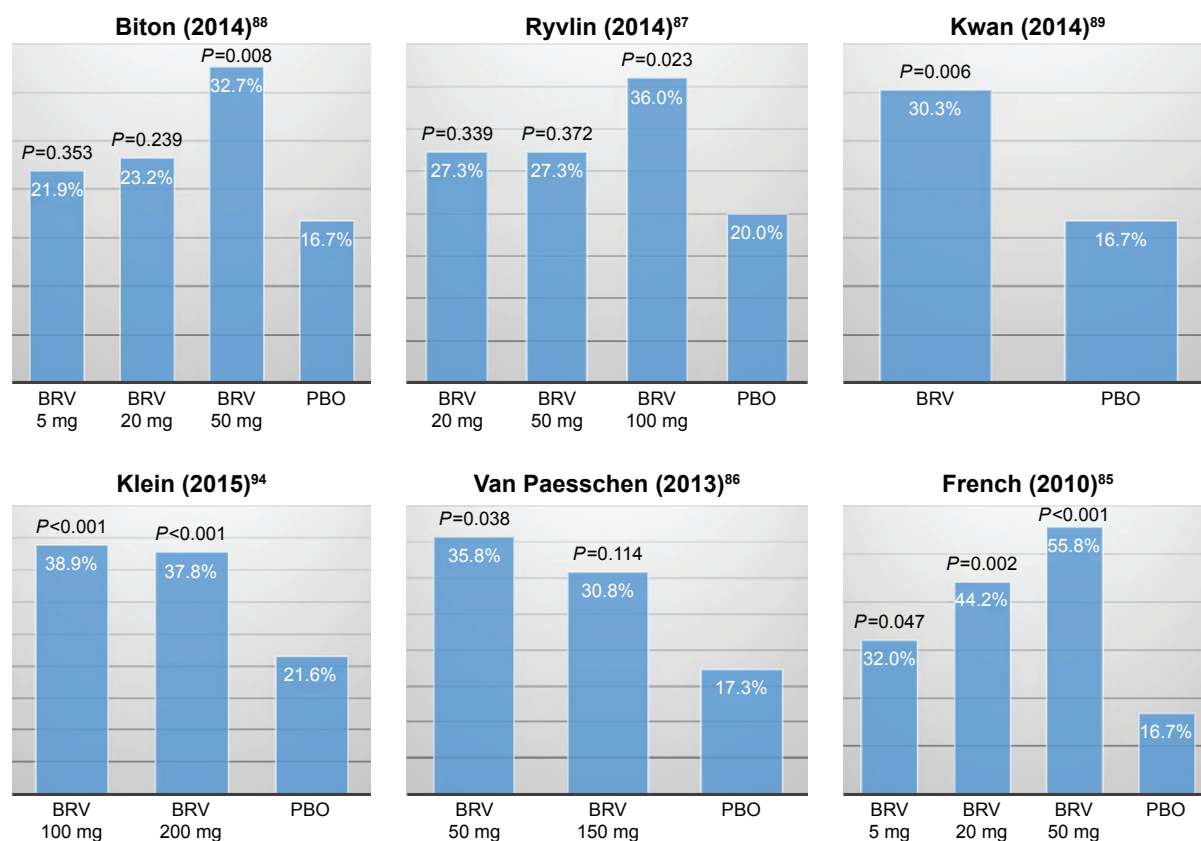 Biton (2014)88
P=0.008
32.7%
P=0.239
P=0.353
23.2%
21.9%
16.7%
BRV BRV BRV PBO
5 mg 20 mg 50 mg
Ryvlin (2014)87
P=0.023
36.0%
P=0.339 P=0.372
27.3% 27.3%
20.0%
BRV BRV BRV PBO
20 mg 50 mg 100 mg
Kwan (2014)89
P=0.006
30.3%
16.7%
BRV PBO
Klein (2015)94
P<0.001 P<0.001
38.9% 37.8%
21.6%
BRV BRV PBO
100 mg 200 mg
Van Paesschen (2013)86
P=0.038
35.8% P=0.114
30.8%
17.3%
BRV BRV PBO
50 mg 150 mg
French (2010)85
P<0.001
55.8%
P=0.002
44.2%
P=0.047
32.0%
16.7%
BRV BRV BRV PBO
5 mg 20 mg 50 mg